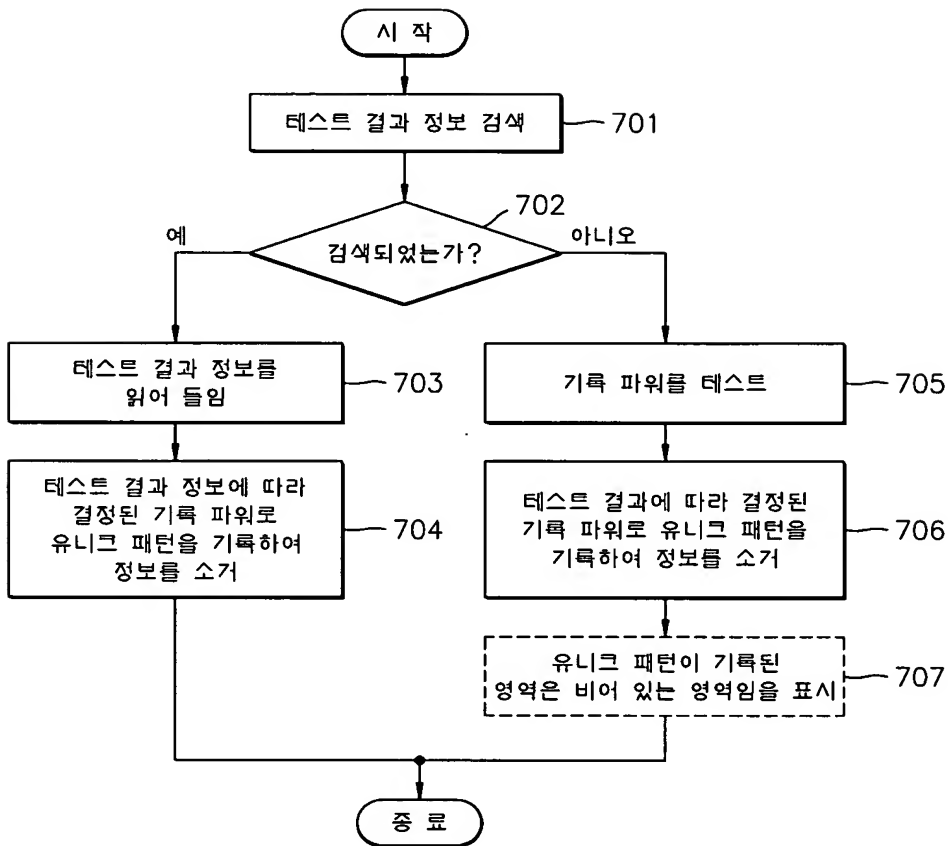 시 작
테스트 결과 정보 검색
701
702
예
검색되었는가?
아니오
테스트 결과 정보를
읽어 들임
703
기록 파워를 테스트
705
테스트 결과 정보에 따라
결정된 기록 파워로
유니크 패턴을 기록하여
정보를 소거
704
테스트 결과에 따라 결정된
기록 파워로 유니크 패턴을
기록하여 정보를 소거
706
유니크 패턴이 기록된
영역은 비어 있는 영역임을 표시
707
종 료